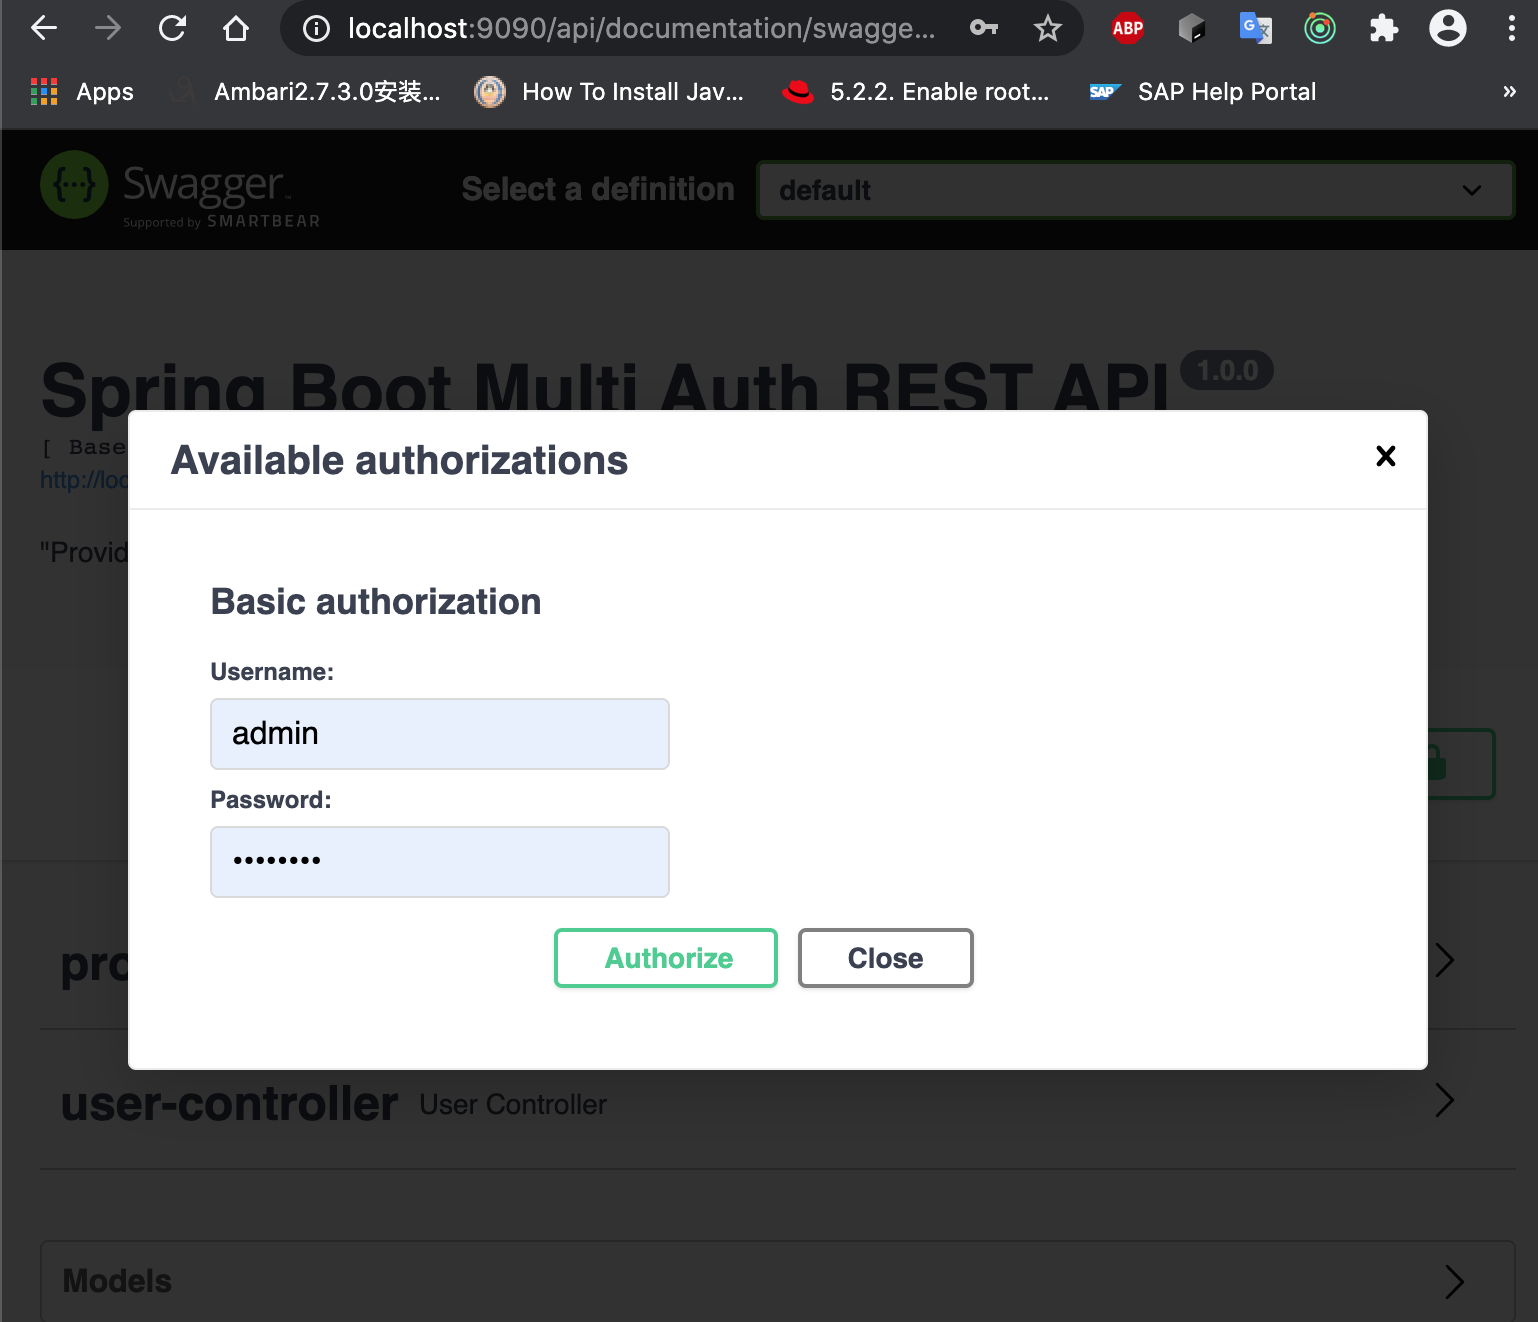 localhost:9090/api/documentation/swagge...
ABP
Apps
Ambari2.7.3.0安装...
How To Install Jav...
5.2.2. Enable root...
SAP
SAP Help Portal
»
{···} Swagger™
Supported by SMARTBEAR
Select a definition
default
Spring Boot Multi Auth REST API 1.0.0
[ Base
http://loc
"Provid
Available authorizations
Basic authorization
Username:
admin
Password:
••••••••
Authorize
Close
pro
user-controller User Controller
Models